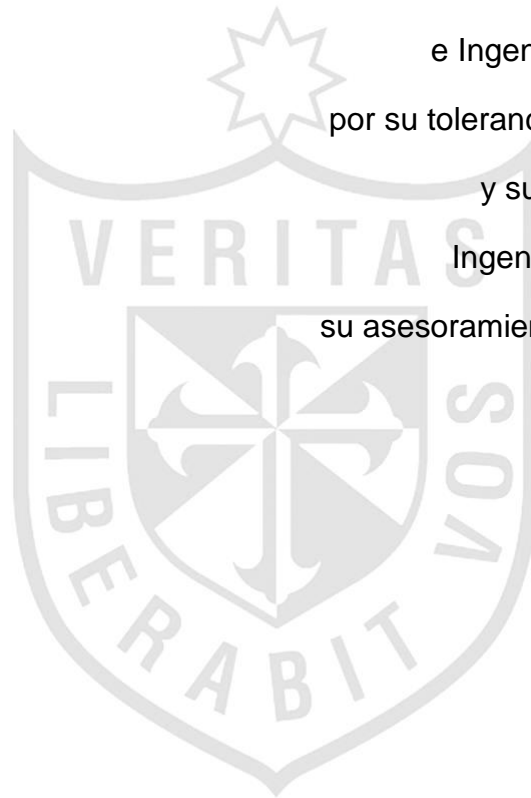 e Ingen
por su toleranc
y su
Ingen
su asesoramien
VERITAS
LIBERABIT
VOS